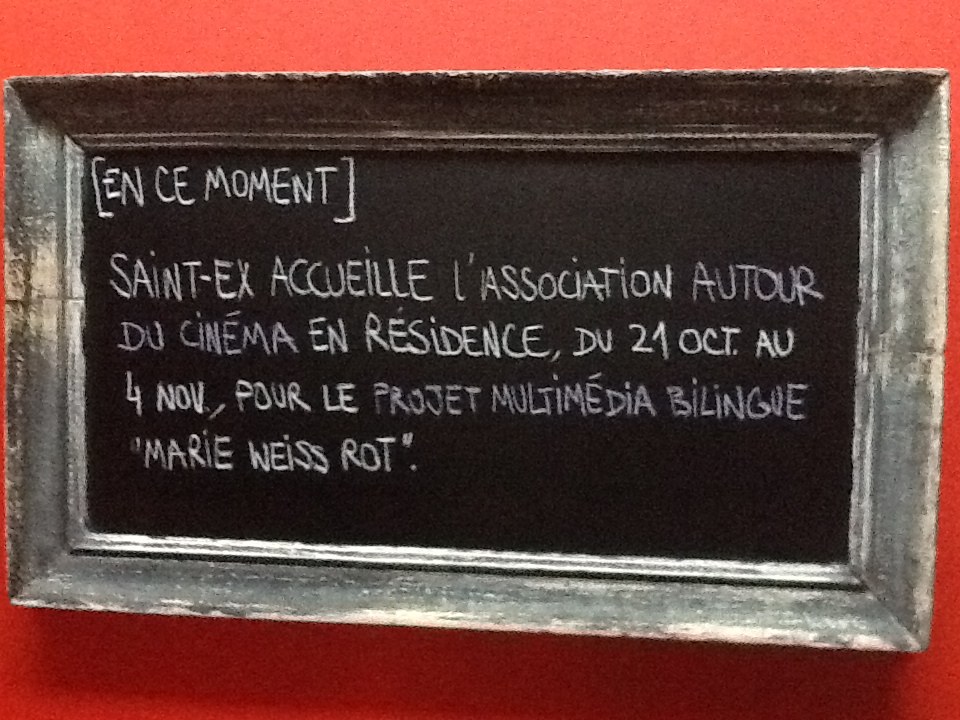 [EN CE MOMENT]
SAINT-EX ACCUEILLE L'ASSOCIATION AUTOUR
DU CINÉMA EN RÉSIDENCE, DU 21 OCT. AU
4 NOV., POUR LE PROJET MULTIMÉDIA BILINGUE
"MARIE WEISS ROT".